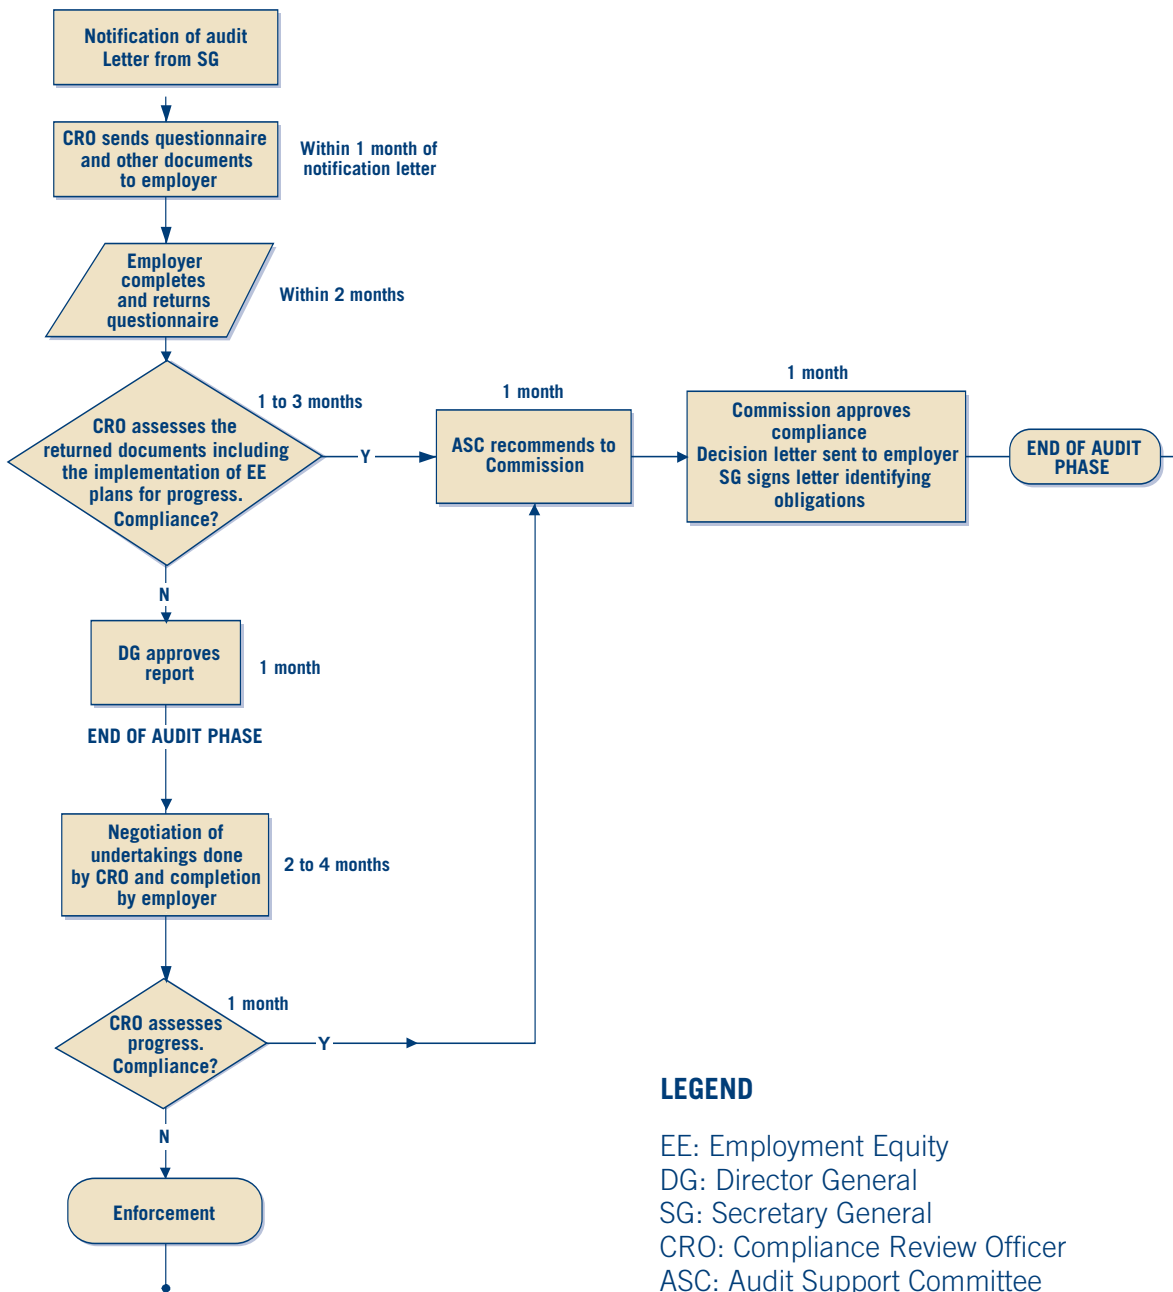 Notification of audit
Letter from SG
CRO sends questionnaire
and other documents
to employer
Within 1 month of
notification letter
Employer
completes
and returns
questionnaire
Within 2 months
1 to 3 months
CRO assesses the
returned documents including
the implementation of EE
plans for progress.
Compliance?
Y
1 month
ASC recommends to
Commission
1 month
Commission approves
compliance
Decision letter sent to employer
SG signs letter identifying
obligations
END OF AUDIT
PHASE
N
DG approves
report
1 month
END OF AUDIT PHASE
Negotiation of
undertakings done
by CRO and completion
by employer
2 to 4 months
1 month
CRO assesses
progress.
Compliance?
Y
N
Enforcement
LEGEND
EE: Employment Equity
DG: Director General
SG: Secretary General
CRO: Compliance Review Officer
ASC: Audit Support Committee